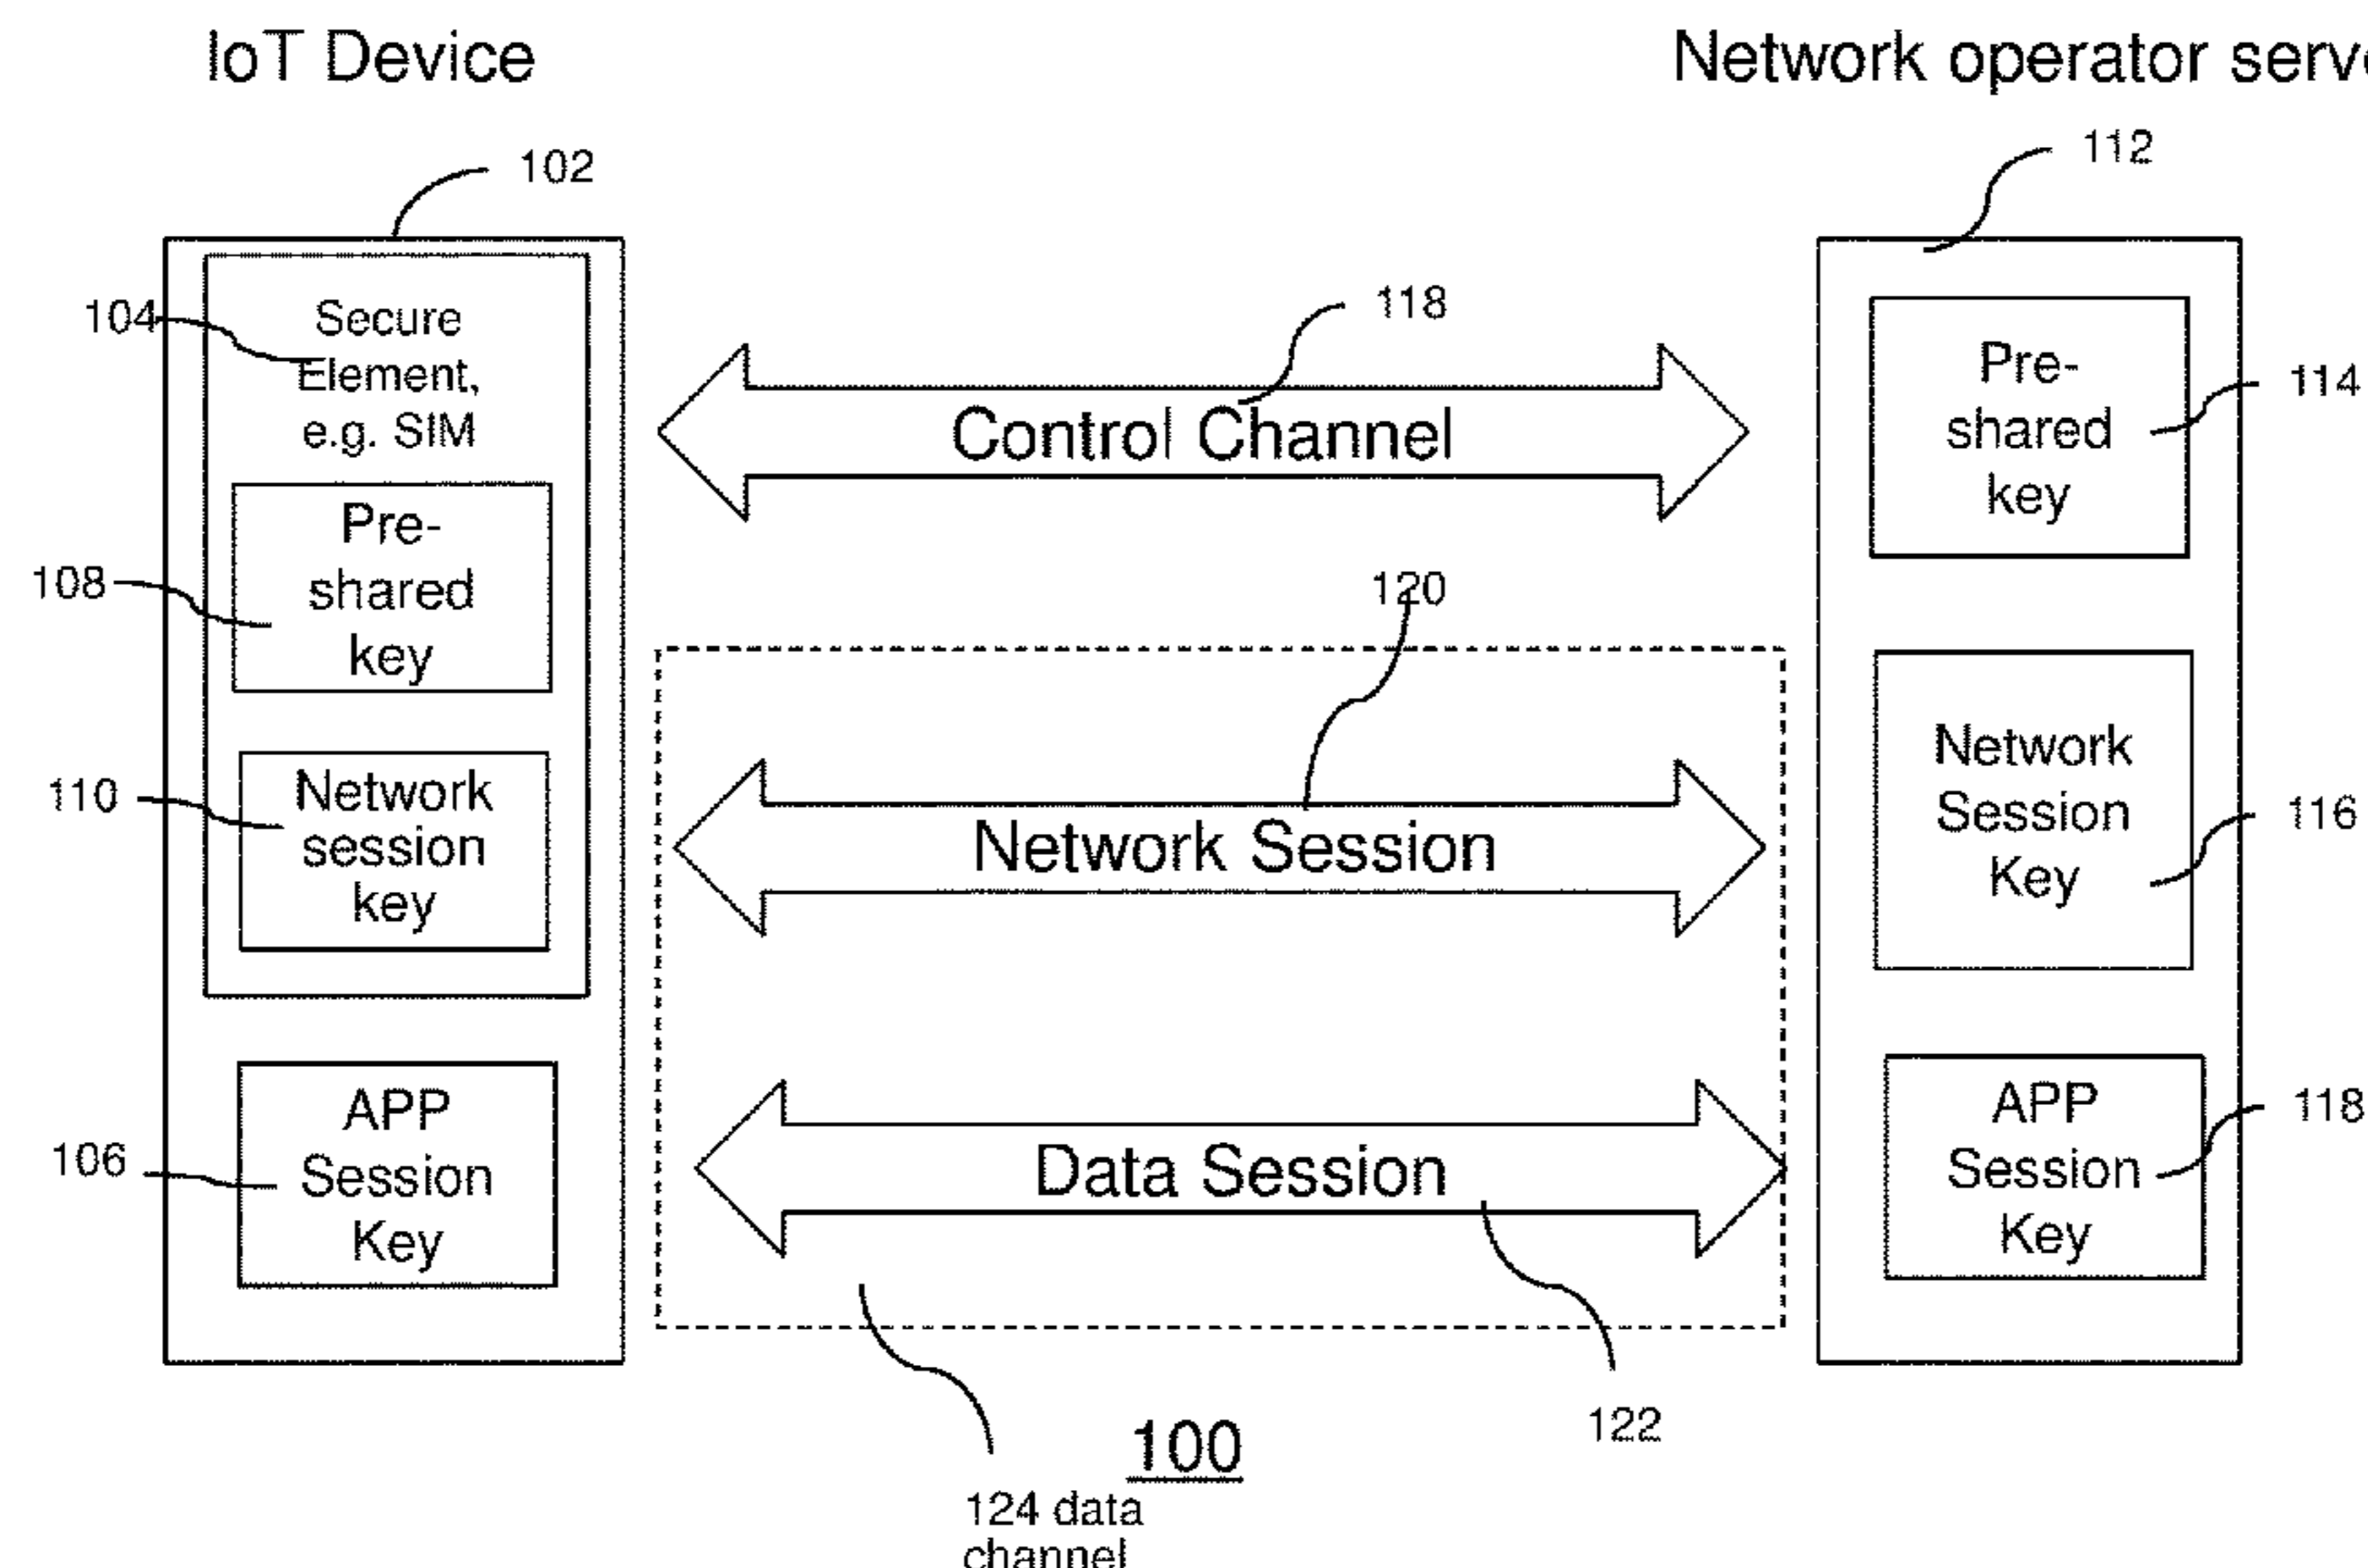 IoT Device
Network operator serve
102
112
104
Secure
Element,
e.g. SIM
118
Control Channel
Pre-
shared
key
114
108
Pre-
shared
key
120
110
Network
session
key
Network Session
Network
Session
Key
116
106
APP
Session
Key
Data Session
APP
Session
Key
118
122
100
124 data
channel